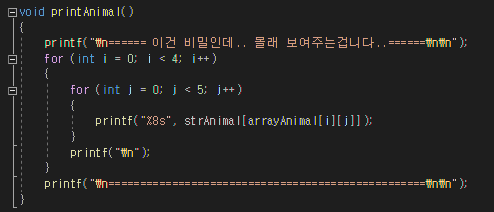 void printAnimal()
{
printf("₩n====== 이건 비밀인데.. 몰래 보여주는겁니다..======₩n₩n");
for (int i = 0; i < 4; i++)
{
for (int j = 0; j < 5; j++)
{
printf("%8s", strAnimal[arrayAnimal[i][j]]);
}
printf("₩n");
}
printf("₩n==================================================₩n₩n");
}